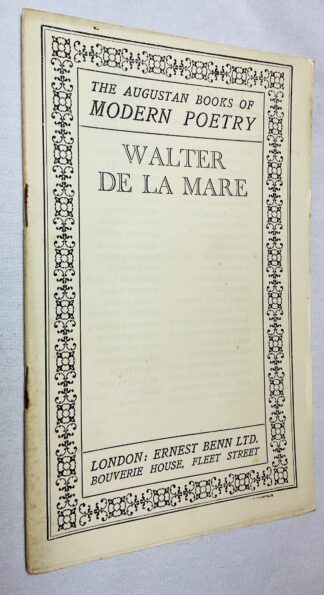 THE AUGUSTAN BOOKS OF
MODERN POETRY
WALTER
DE LA MARE
LONDON: ERNEST BENN LTD.
BOUVERIE HOUSE, FLEET STREET